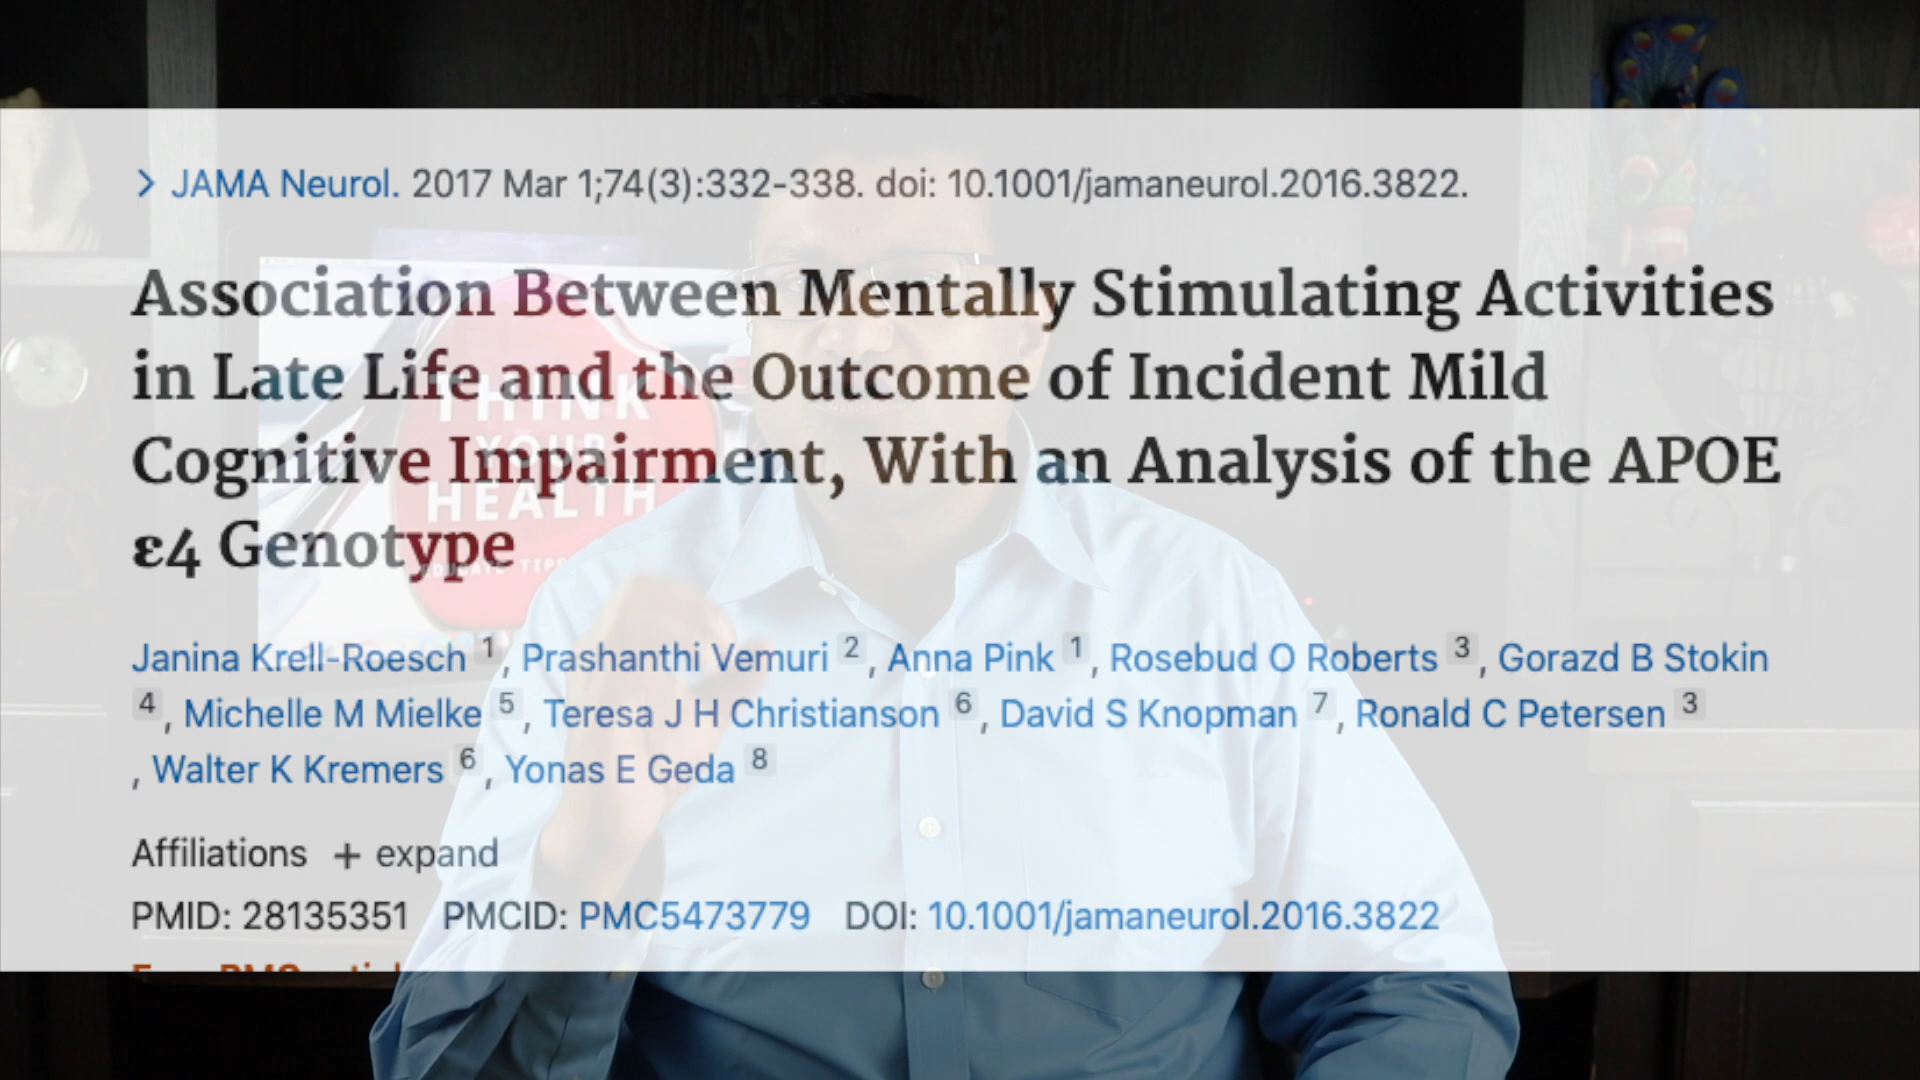 > JAMA Neurol. 2017 Mar 1;74(3):332-338. doi: 10.1001/jamaneurol.2016.3822.
Association Between Mentally Stimulating Activities
in Late Life and the Outcome of Incident Mild
Cognitive Impairment, With an Analysis of the APOE
ε4 Genotype
Janina Krell-Roesch 1, Prashanthi Vemuri 2, Anna Pink 1, Rosebud O Roberts 3, Gorazd B Stokin
4, Michelle M Mielke 5, Teresa J H Christianson 6, David S Knopman 7, Ronald C Petersen 3
, Walter K Kremers 6, Yonas E Geda 8
Affiliations + expand
PMID: 28135351 PMCID: PMC5473779 DOI: 10.1001/jamaneurol.2016.3822
THINK
YOUR
HEALTH